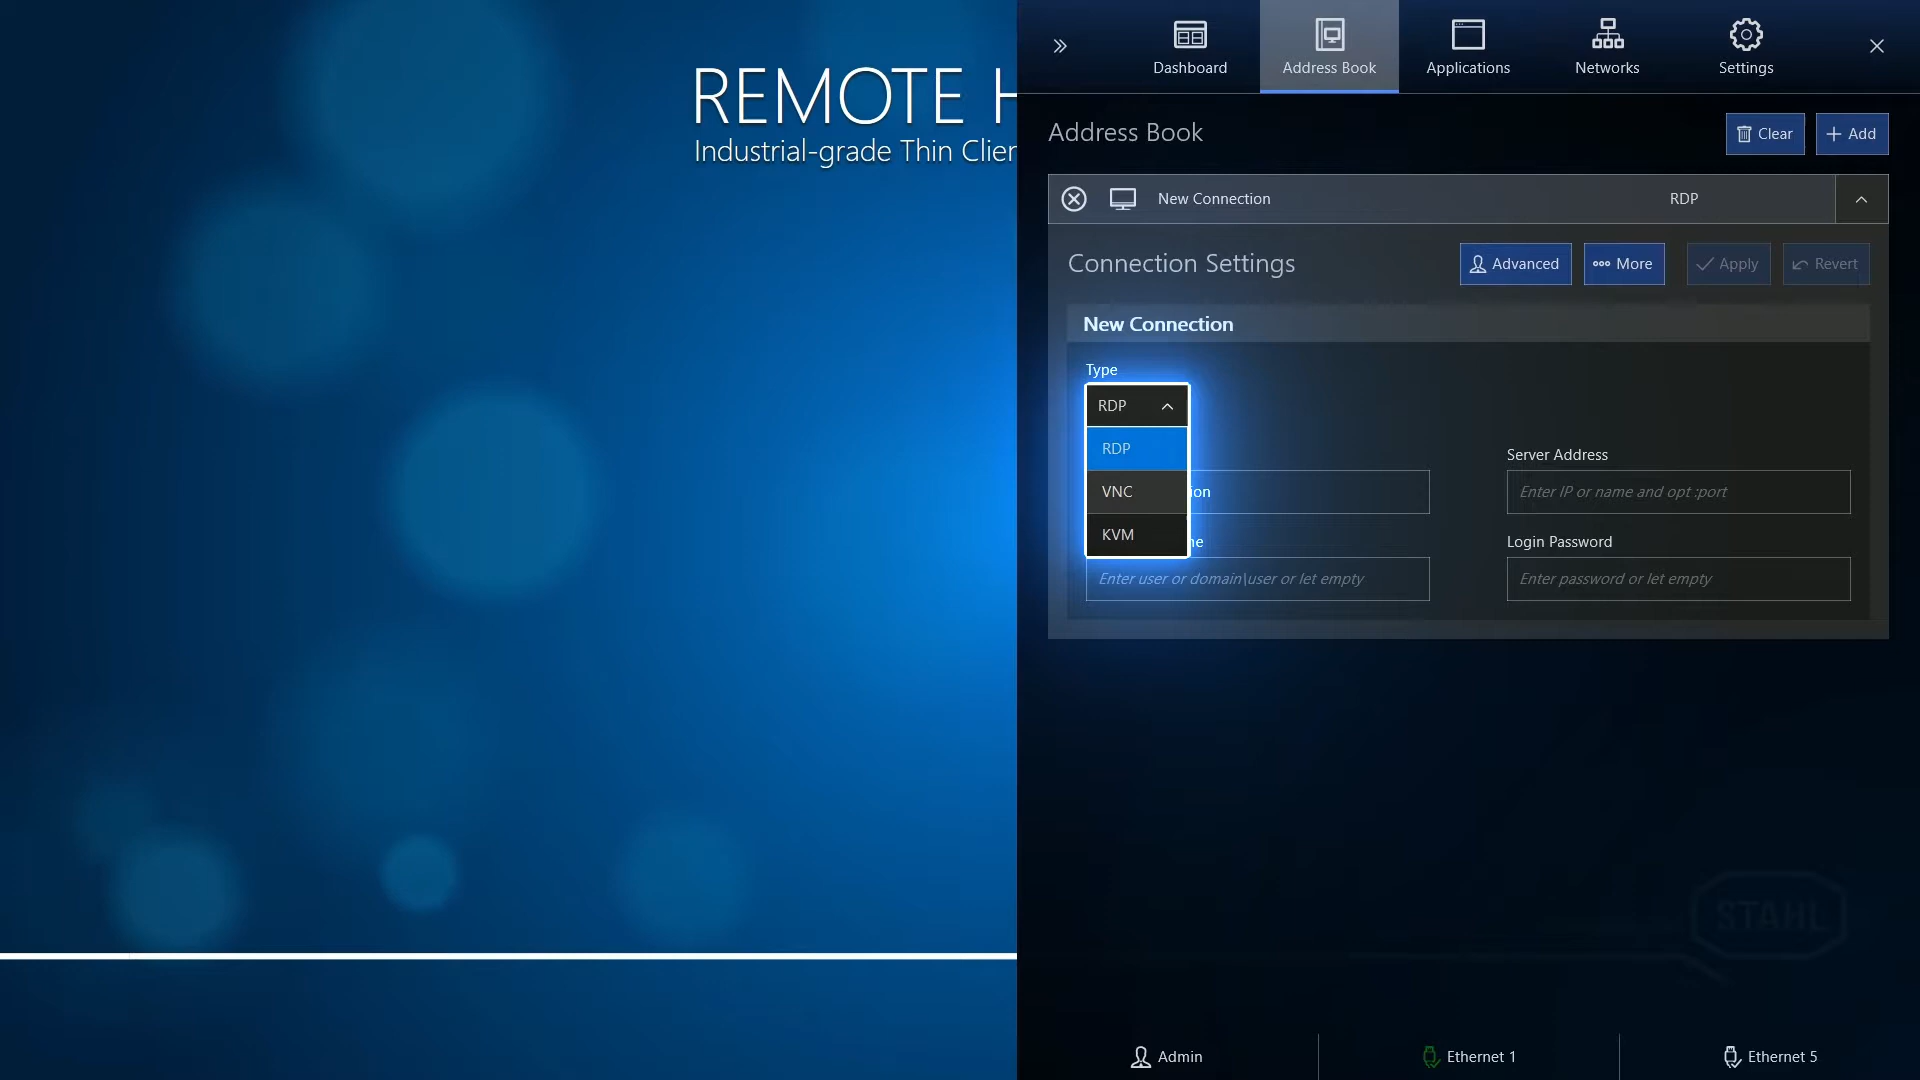 REMOTE H
Industrial-grade Thin Clien
Dashboard
Address Book
Applications
Networks
Settings
Address Book
Clear
Add
New Connection
RDP
Connection Settings
Advanced
More
Apply
Revert
New Connection
Type
RDP
RDP
VNC
KVM
ion
Server Address
Enter IP or name and opt :port
ne
Login Password
Enter user or domain\user or let empty
Enter password or let empty
STAHL
Admin
Ethernet 1
Ethernet 5